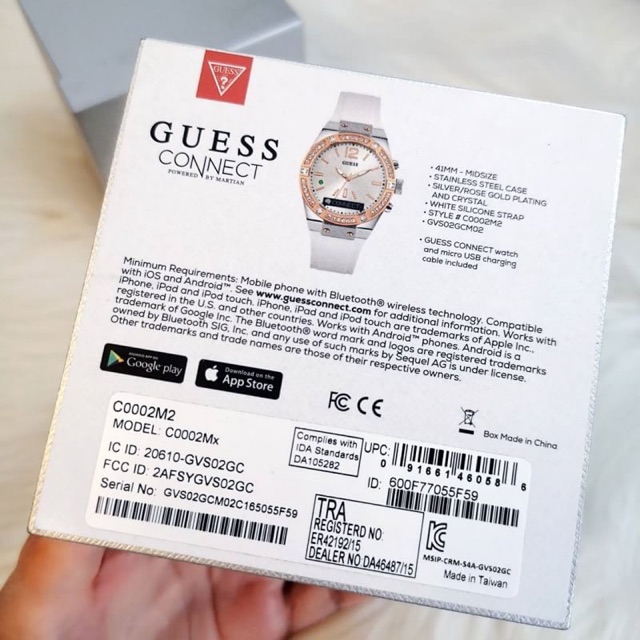 GUESS
?
GUESS
CONNECT
POWERED BY MARTIAN
GUESS
• 41MM - MIDSIZE
• STAINLESS STEEL CASE
• SILVER/ROSE GOLD PLATING
AND CRYSTAL
• WHITE SILICONE STRAP
• STYLE # C0002M2
• GVS02GCM02
• GUESS CONNECT watch
and micro USB charging
cable included
Minimum Requirements: Mobile phone with Bluetooth® wireless technology. Compatible
with iOS and Android™. See www.guessconnect.com for additional information. Works with
iPhone, iPad and iPod touch. iPhone, iPad and iPod touch are trademarks of Apple Inc.,
registered in the U.S. and other countries. Works with Android™ phones. Android is a
trademark of Google Inc. The Bluetooth® word mark and logos are registered trademarks
owned by Bluetooth SIG, Inc. and any use of such marks by Sequel AG is under license.
Other trademarks and trade names are those of their respective owners.
Google play
Download on the
App Store
FC CE
Box Made in China
C0002M2
MODEL: C0002Mx
IC ID: 20610-GVS02GC
FCC ID: 2AFSYGVS02GC
Serial No: GVS02GCM02C165055F59
Complies with
IDA Standards
DA105282
UPC:
0 91661 46058 6
ID: 600F77055F59
TRA
REGISTERD NO:
ER42192/15
DEALER NO DA46487/15
MSIP-CRM-S4A-GVS02GC
Made in Taiwan